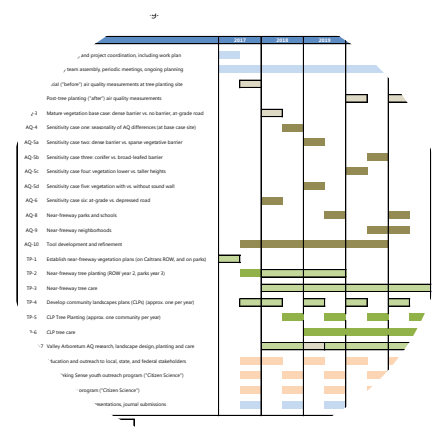 2017 2018 2019
and project coordination, including work plan
team assembly, periodic meetings, ongoing planning
("before") air quality measurements at tree planting site
Post-tree planting ("after") air quality measurements
-3 Mature vegetation base case: dense barrier vs. no barrier, at-grade road
AQ-4 Sensitivity case one: seasonality of AQ differences (at base case site)
AQ-5a Sensitivity case two: dense barrier vs. sparse vegetative barrier
AQ-5b Sensitivity case three: conifer vs. broad-leafed barrier
AQ-5c Sensitivity case four: vegetation lower vs. taller heights
AQ-5d Sensitivity case five: vegetation with vs. without sound wall
AQ-6 Sensitivity case six: at-grade vs. depressed road
AQ-8 Near-freeway parks and schools
AQ-9 Near-freeway neighborhoods
AQ-10 Tool development and refinement
TP-1 Establish near-freeway vegetation plans (on Caltrans ROW, and on parks)
TP-2 Near-freeway tree planting (ROW year 2, parks year 3)
TP-3 Near-freeway tree care
TP-4 Develop community landscapes plans (CLPs) (approx. one per year)
TP-5 CLP Tree Planting (approx. one community per year)
-6 CLP tree care
-7 Valley Arboretum AQ research, landscape design, planting and care
and outreach to local, state, and federal stakeholders
Sense youth outreach program ("Citizen Science")
program ("Citizen Science")
journal submissions